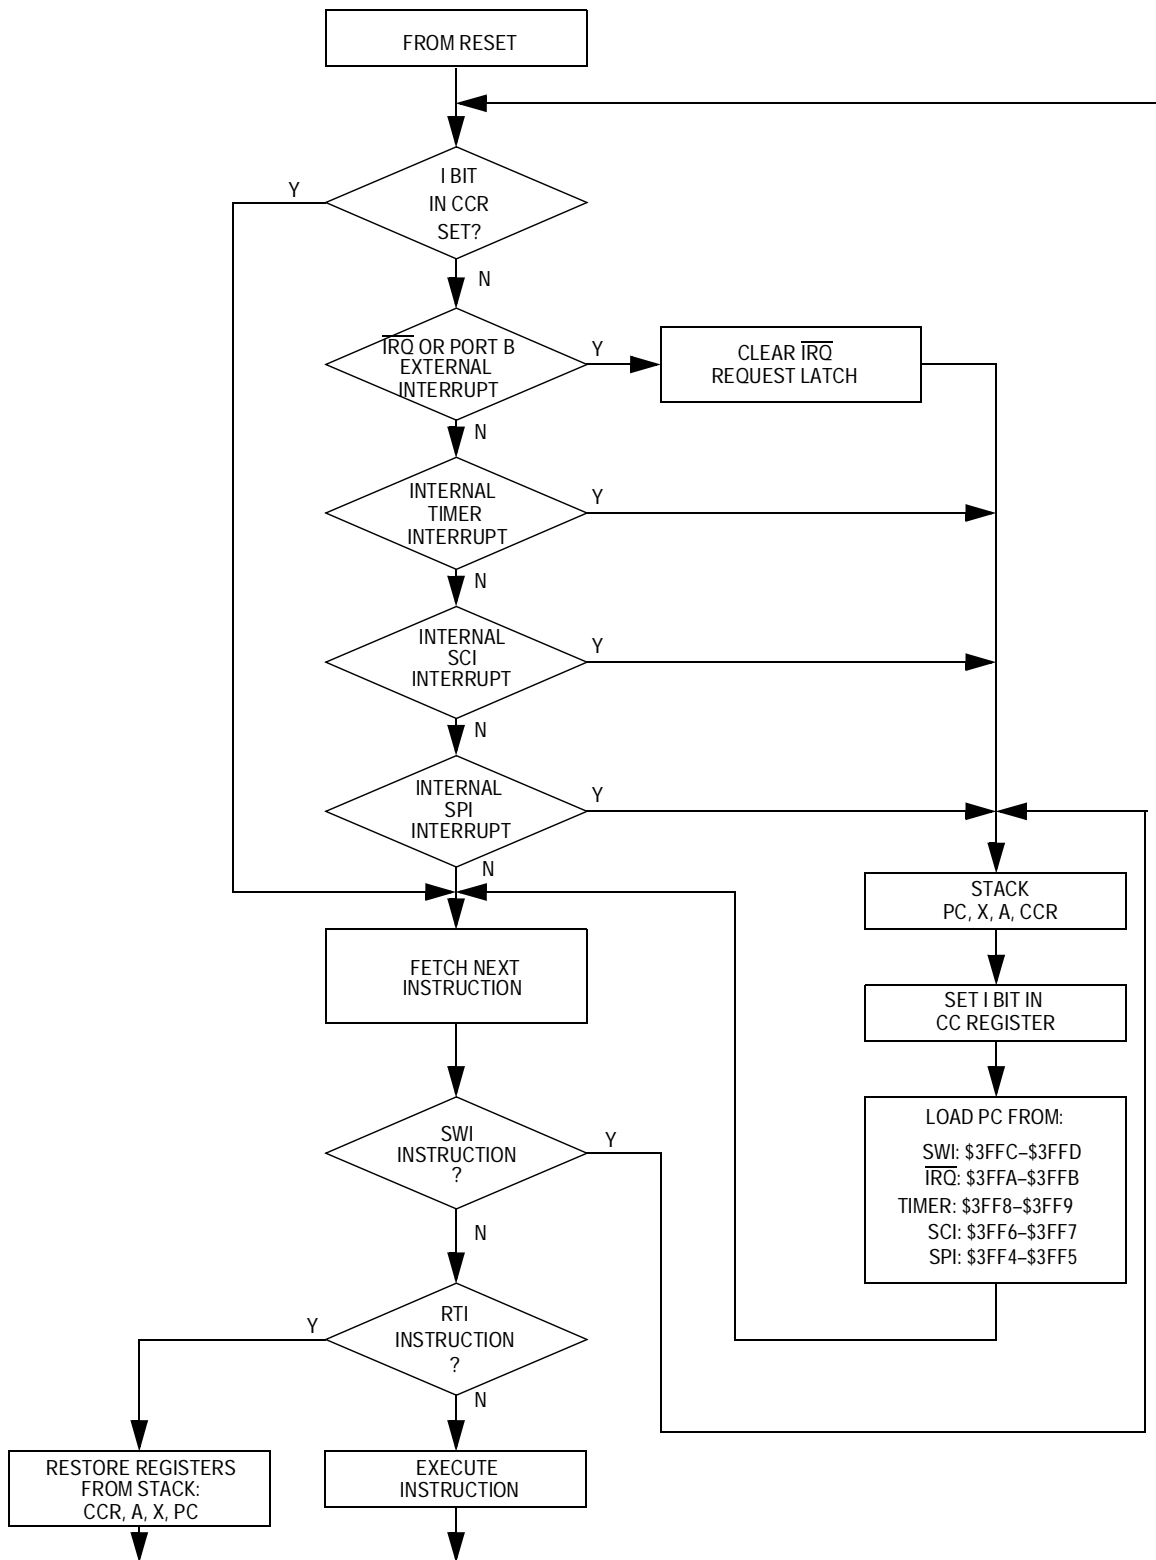 FROM RESET
Y
I BIT
IN CCR
SET?
N
IRQ OR PORT B
EXTERNAL
INTERRUPT
Y
CLEAR IRQ
REQUEST LATCH
N
INTERNAL
TIMER
INTERRUPT
Y
N
INTERNAL
SCI
INTERRUPT
Y
N
INTERNAL
SPI
INTERRUPT
Y
N
STACK
PC, X, A, CCR
FETCH NEXT
INSTRUCTION
SET I BIT IN
CC REGISTER
SWI
INSTRUCTION
?
Y
LOAD PC FROM:
SWI: $3FFC–$3FFD
IRQ: $3FFA–$3FFB
TIMER: $3FF8–$3FF9
SCI: $3FF6–$3FF7
SPI: $3FF4–$3FF5
N
Y
RTI
INSTRUCTION
?
N
RESTORE REGISTERS
FROM STACK:
CCR, A, X, PC
EXECUTE
INSTRUCTION